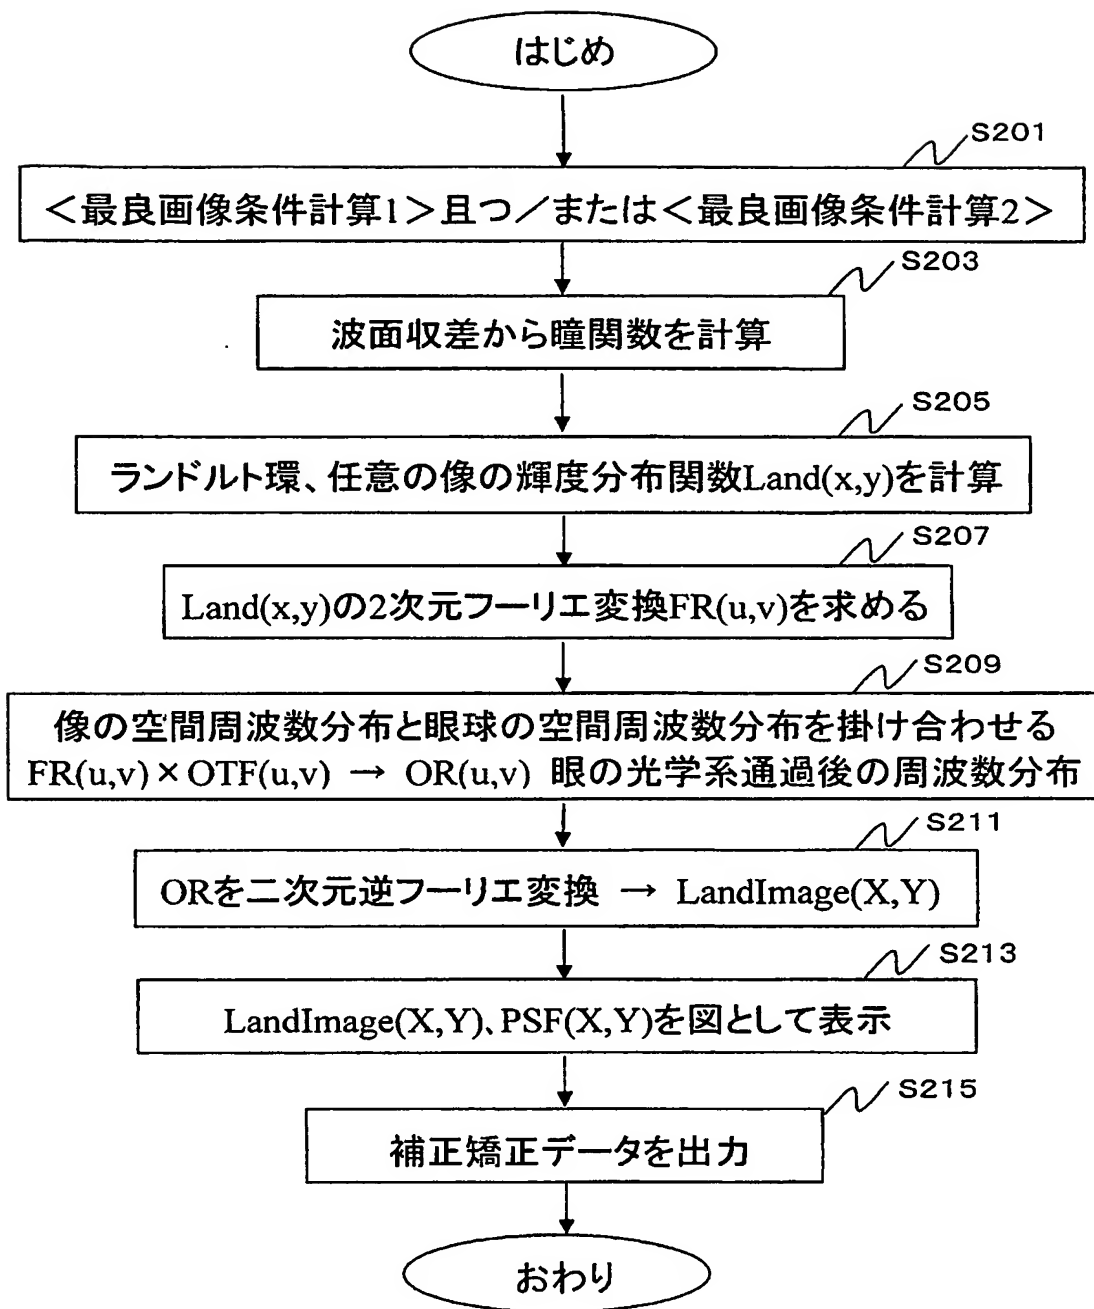 はじめ
S201
＜最良画像条件計算1＞且つ／または＜最良画像条件計算2＞
S203
波面収差から瞳関数を計算
S205
ランドルト環、任意の像の輝度分布関数Land(x,y)を計算
S207
Land(x,y)の2次元フーリエ変換FR(u,v)を求める
S209
像の空間周波数分布と眼球の空間周波数分布を掛け合わせる
FR(u,v)×OTF(u,v) → OR(u,v) 眼の光学系通過後の周波数分布
S211
ORを二次元逆フーリエ変換 → LandImage(X,Y)
S213
LandImage(X,Y)、PSF(X,Y)を図として表示
S215
補正矯正データを出力
おわり